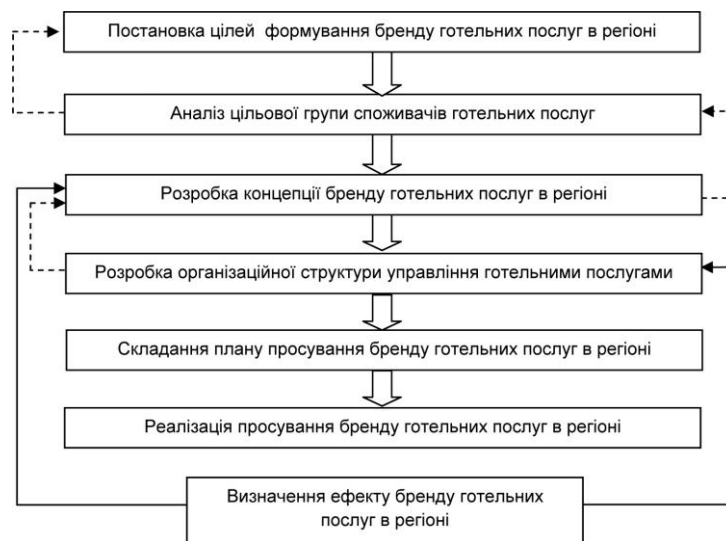 Постановка цілей формування бренду готельних послуг в регіоні
Аналіз цільової групи споживачів готельних послуг
Розробка концепції бренду готельних послуг в регіоні
Розробка організаційної структури управління готельними послугами
Складання плану просування бренду готельних послуг в регіоні
Реалізація просування бренду готельних послуг в регіоні
Визначення ефекту бренду готельних
послуг в регіоні